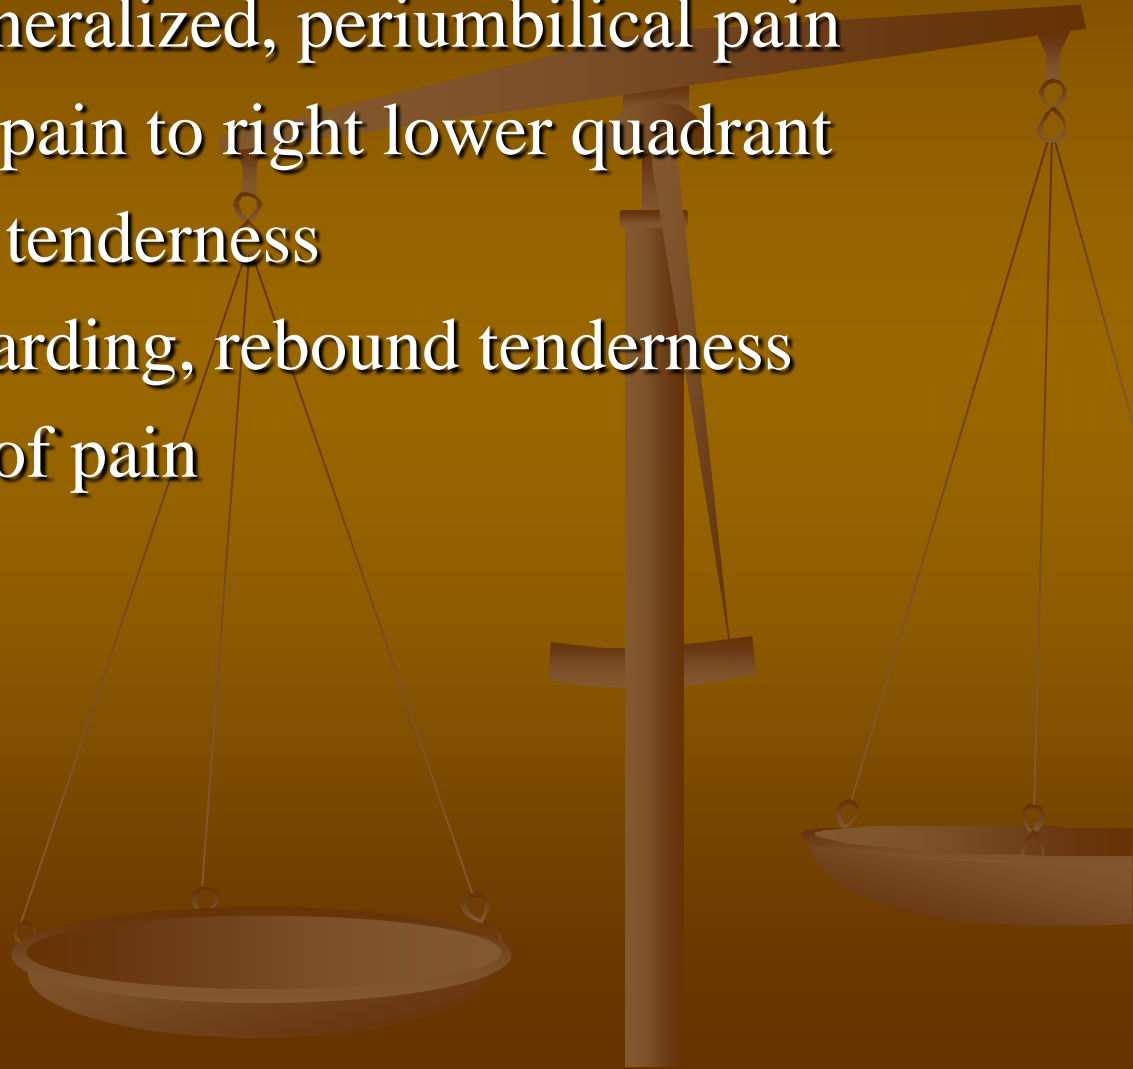 neralized, periumbilical pain
pain to right lower quadrant
tenderness
arding, rebound tenderness
of pain